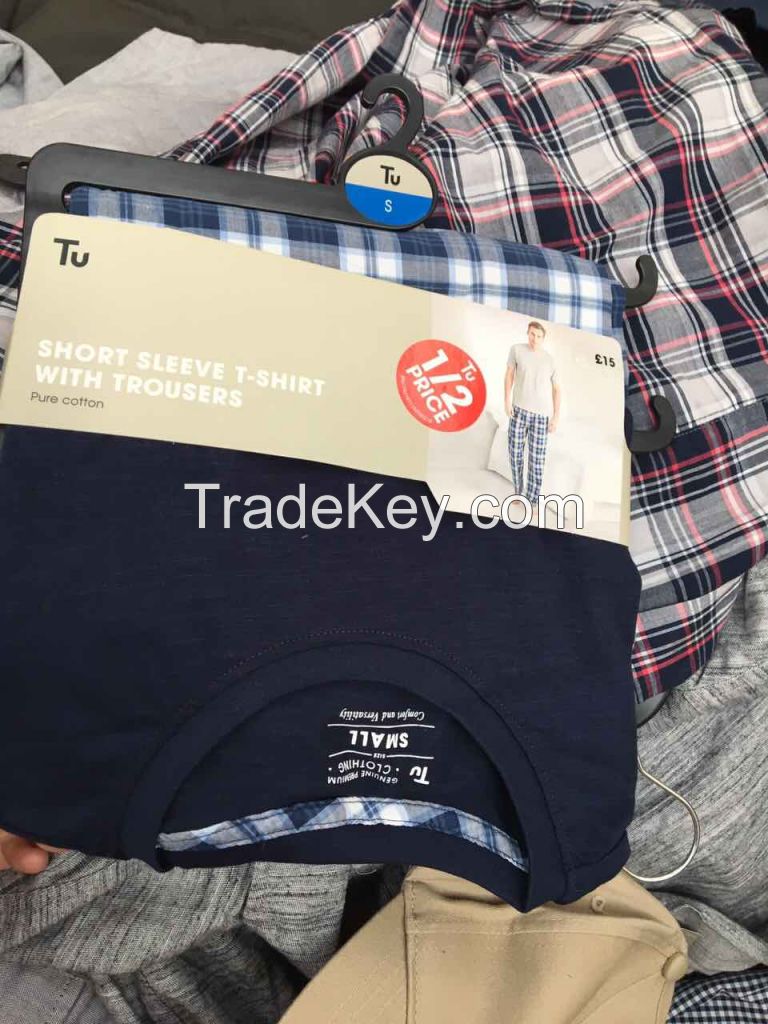 Tu
S
Tu
SHORT SLEEVE T-SHIRT
WITH TROUSERS
Pure cotton
Tu
1/2
PRICE
£15
TradeKey.com
Tu
GENUINE PREMIUM
CLOTHING
SIZE
SMALL
Comfort and Versatility